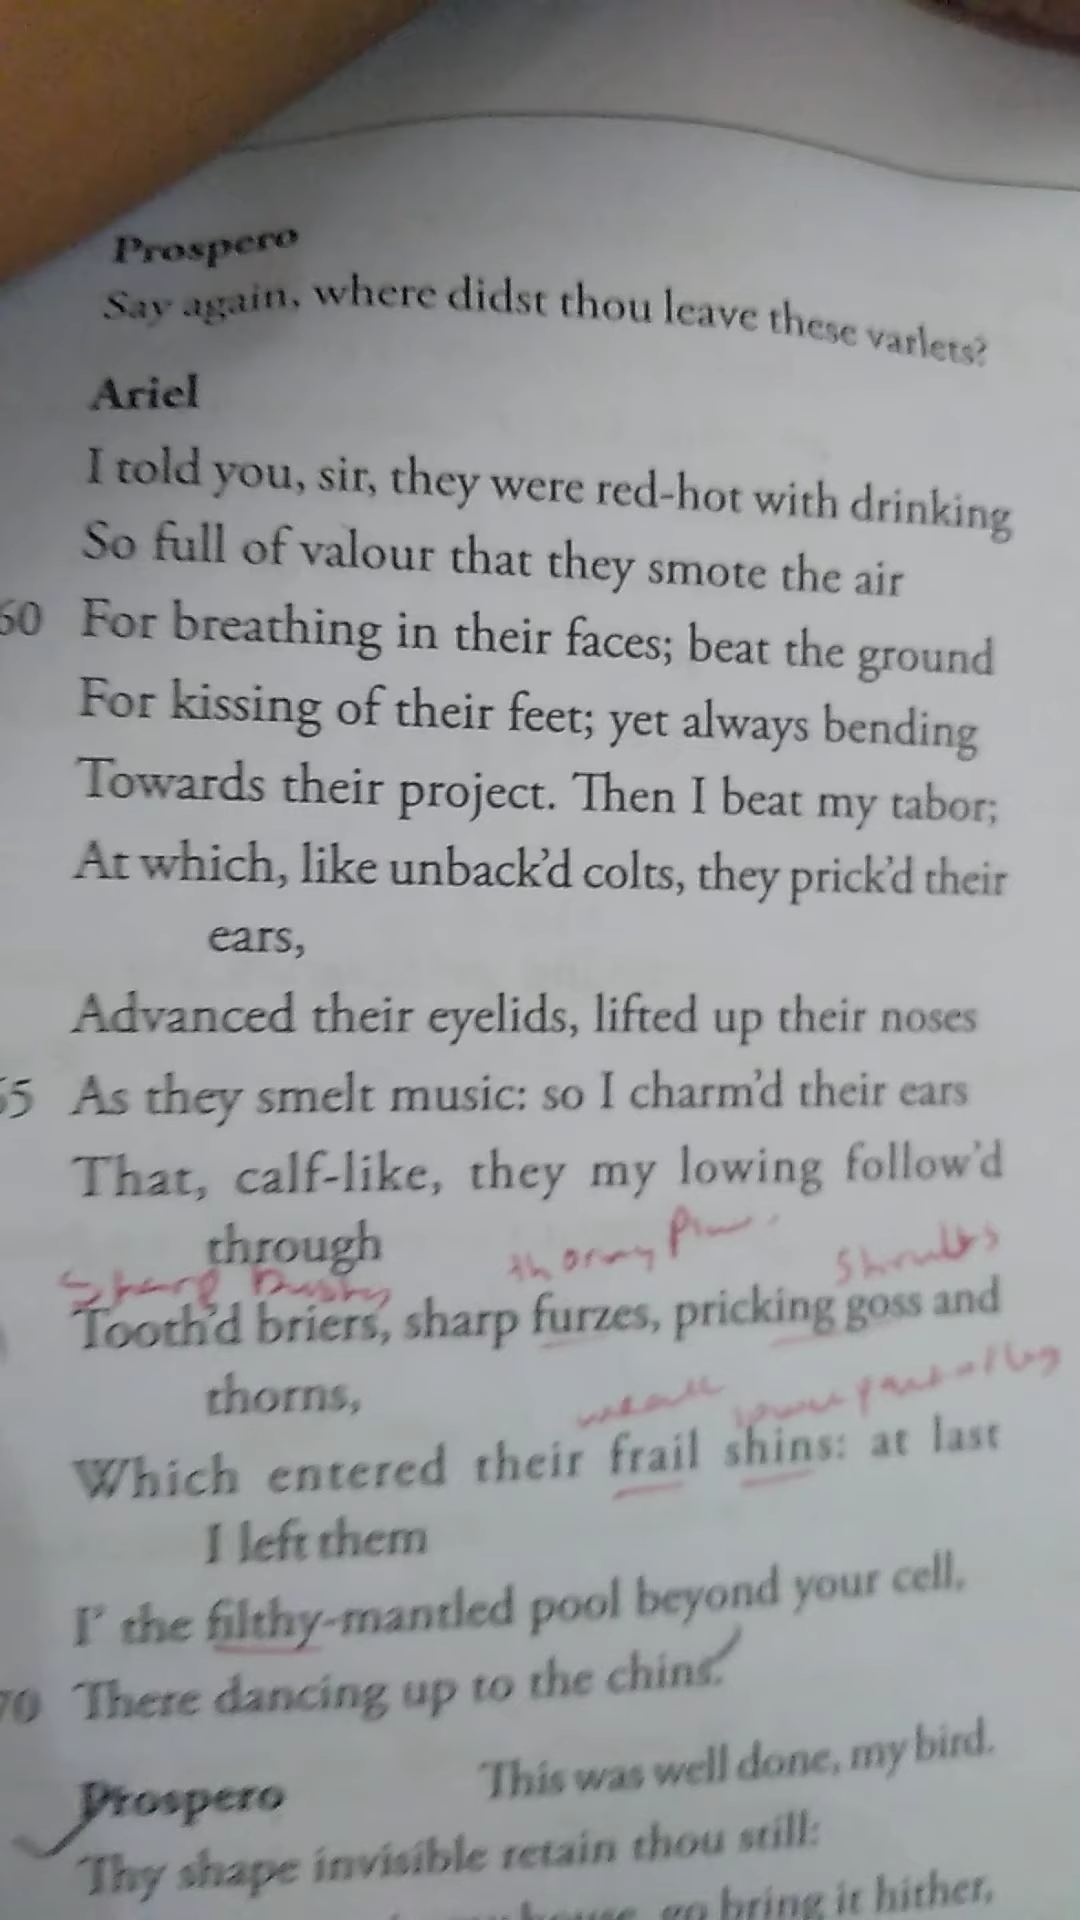 Prospero
Say again, where didst thou leave these varlets?
Ariel
I told you, sir, they were red-hot with drinking
So full of valour that they smote the air
60 For breathing in their faces; beat the ground
For kissing of their feet; yet always bending
Towards their project. Then I beat my tabor;
At which, like unback'd colts, they prick'd their
ears,
Advanced their eyelids, lifted up their noses
65 As they smelt music: so I charm'd their ears
That, calf-like, they my lowing follow'd
through
Sharp thorny Shrubs
Tooth'd briers, sharp furzes, pricking goss and
thorns,
weak lower part of leg
Which entered their frail shins: at last
I left them
I' the filthy-mantled pool beyond your cell,
70 There dancing up to the chins.
Prospero This was well done, my bird.
Thy shape invisible retain thou still:
house, go bring it hither,